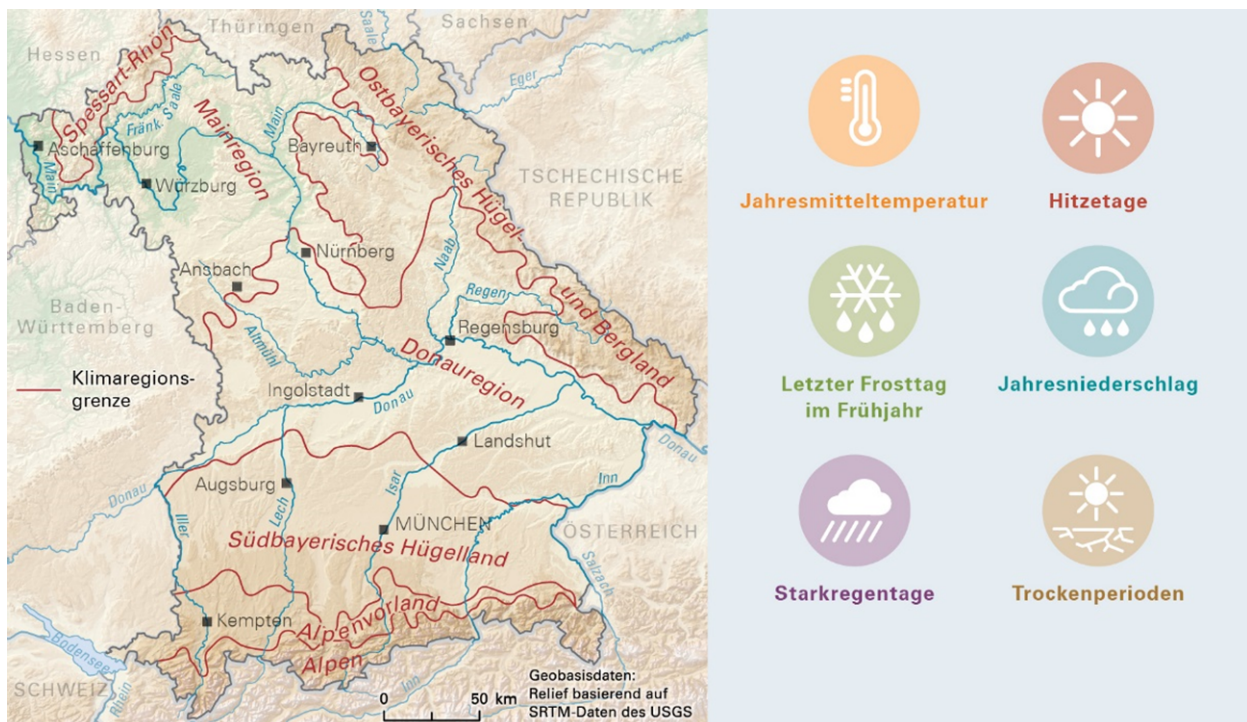 Thüringen
Sachsen
Hessen
Saale
Eger
Spessart-Rhön
Ostbayerisches Hügel-
und Bergland
Fränk. Saale
Mainregion
Main
Aschaffenburg
Bayreuth
Main
Würzburg
TSCHECHISCHE
REPUBLIK
Nürnberg
Naab
Ansbach
Regen
Baden-
Württemberg
Altmühl
Regensburg
Donauregion
Klimaregions-
grenze
Ingolstadt
Donau
Landshut
Donau
Donau
Augsburg
Isar
Inn
Iller
Lech
MÜNCHEN
ÖSTERREICH
Südbayerisches Hügelland
Salzach
Kempten
Alpenvorland
Alpen
Bodensee
SCHWEIZ
Rhein
Inn
0 50 km
Geobasisdaten:
Relief basierend auf
SRTM-Daten des USGS
Jahresmitteltemperatur
Hitzetage
Letzter Frosttag
im Frühjahr
Jahresniederschlag
Starkregentage
Trockenperioden